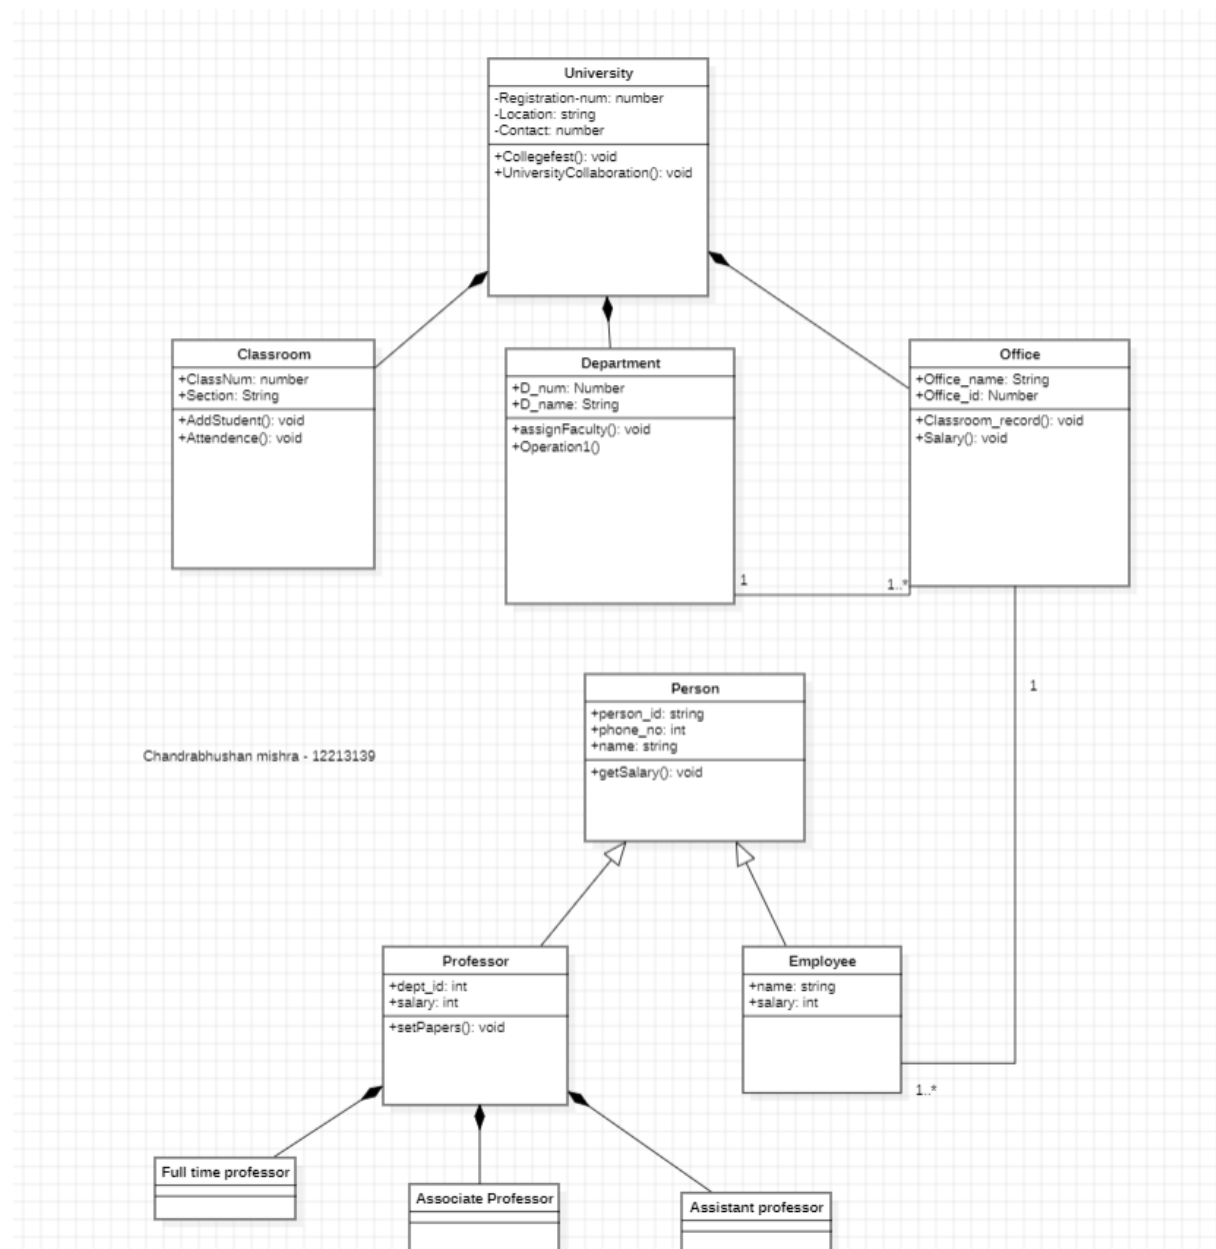 University
-Registration-num: number
-Location: string
-Contact: number
+Collegefest(): void
+UniversityCollaboration(): void
Classroom
+ClassNum: number
+Section: String
+AddStudent(): void
+Attendence(): void
Department
+D_num: Number
+D_name: String
+assignFaculty(): void
+Operation1()
Office
+Office_name: String
+Office_id: Number
+Classroom_record(): void
+Salary(): void
1
1..*
1
Person
+person_id: string
+phone_no: int
+name: string
+getSalary(): void
Chandrabhushan mishra - 12213139
Professor
+dept_id: int
+salary: int
+setPapers(): void
Employee
+name: string
+salary: int
1..*
Full time professor
Associate Professor
Assistant professor